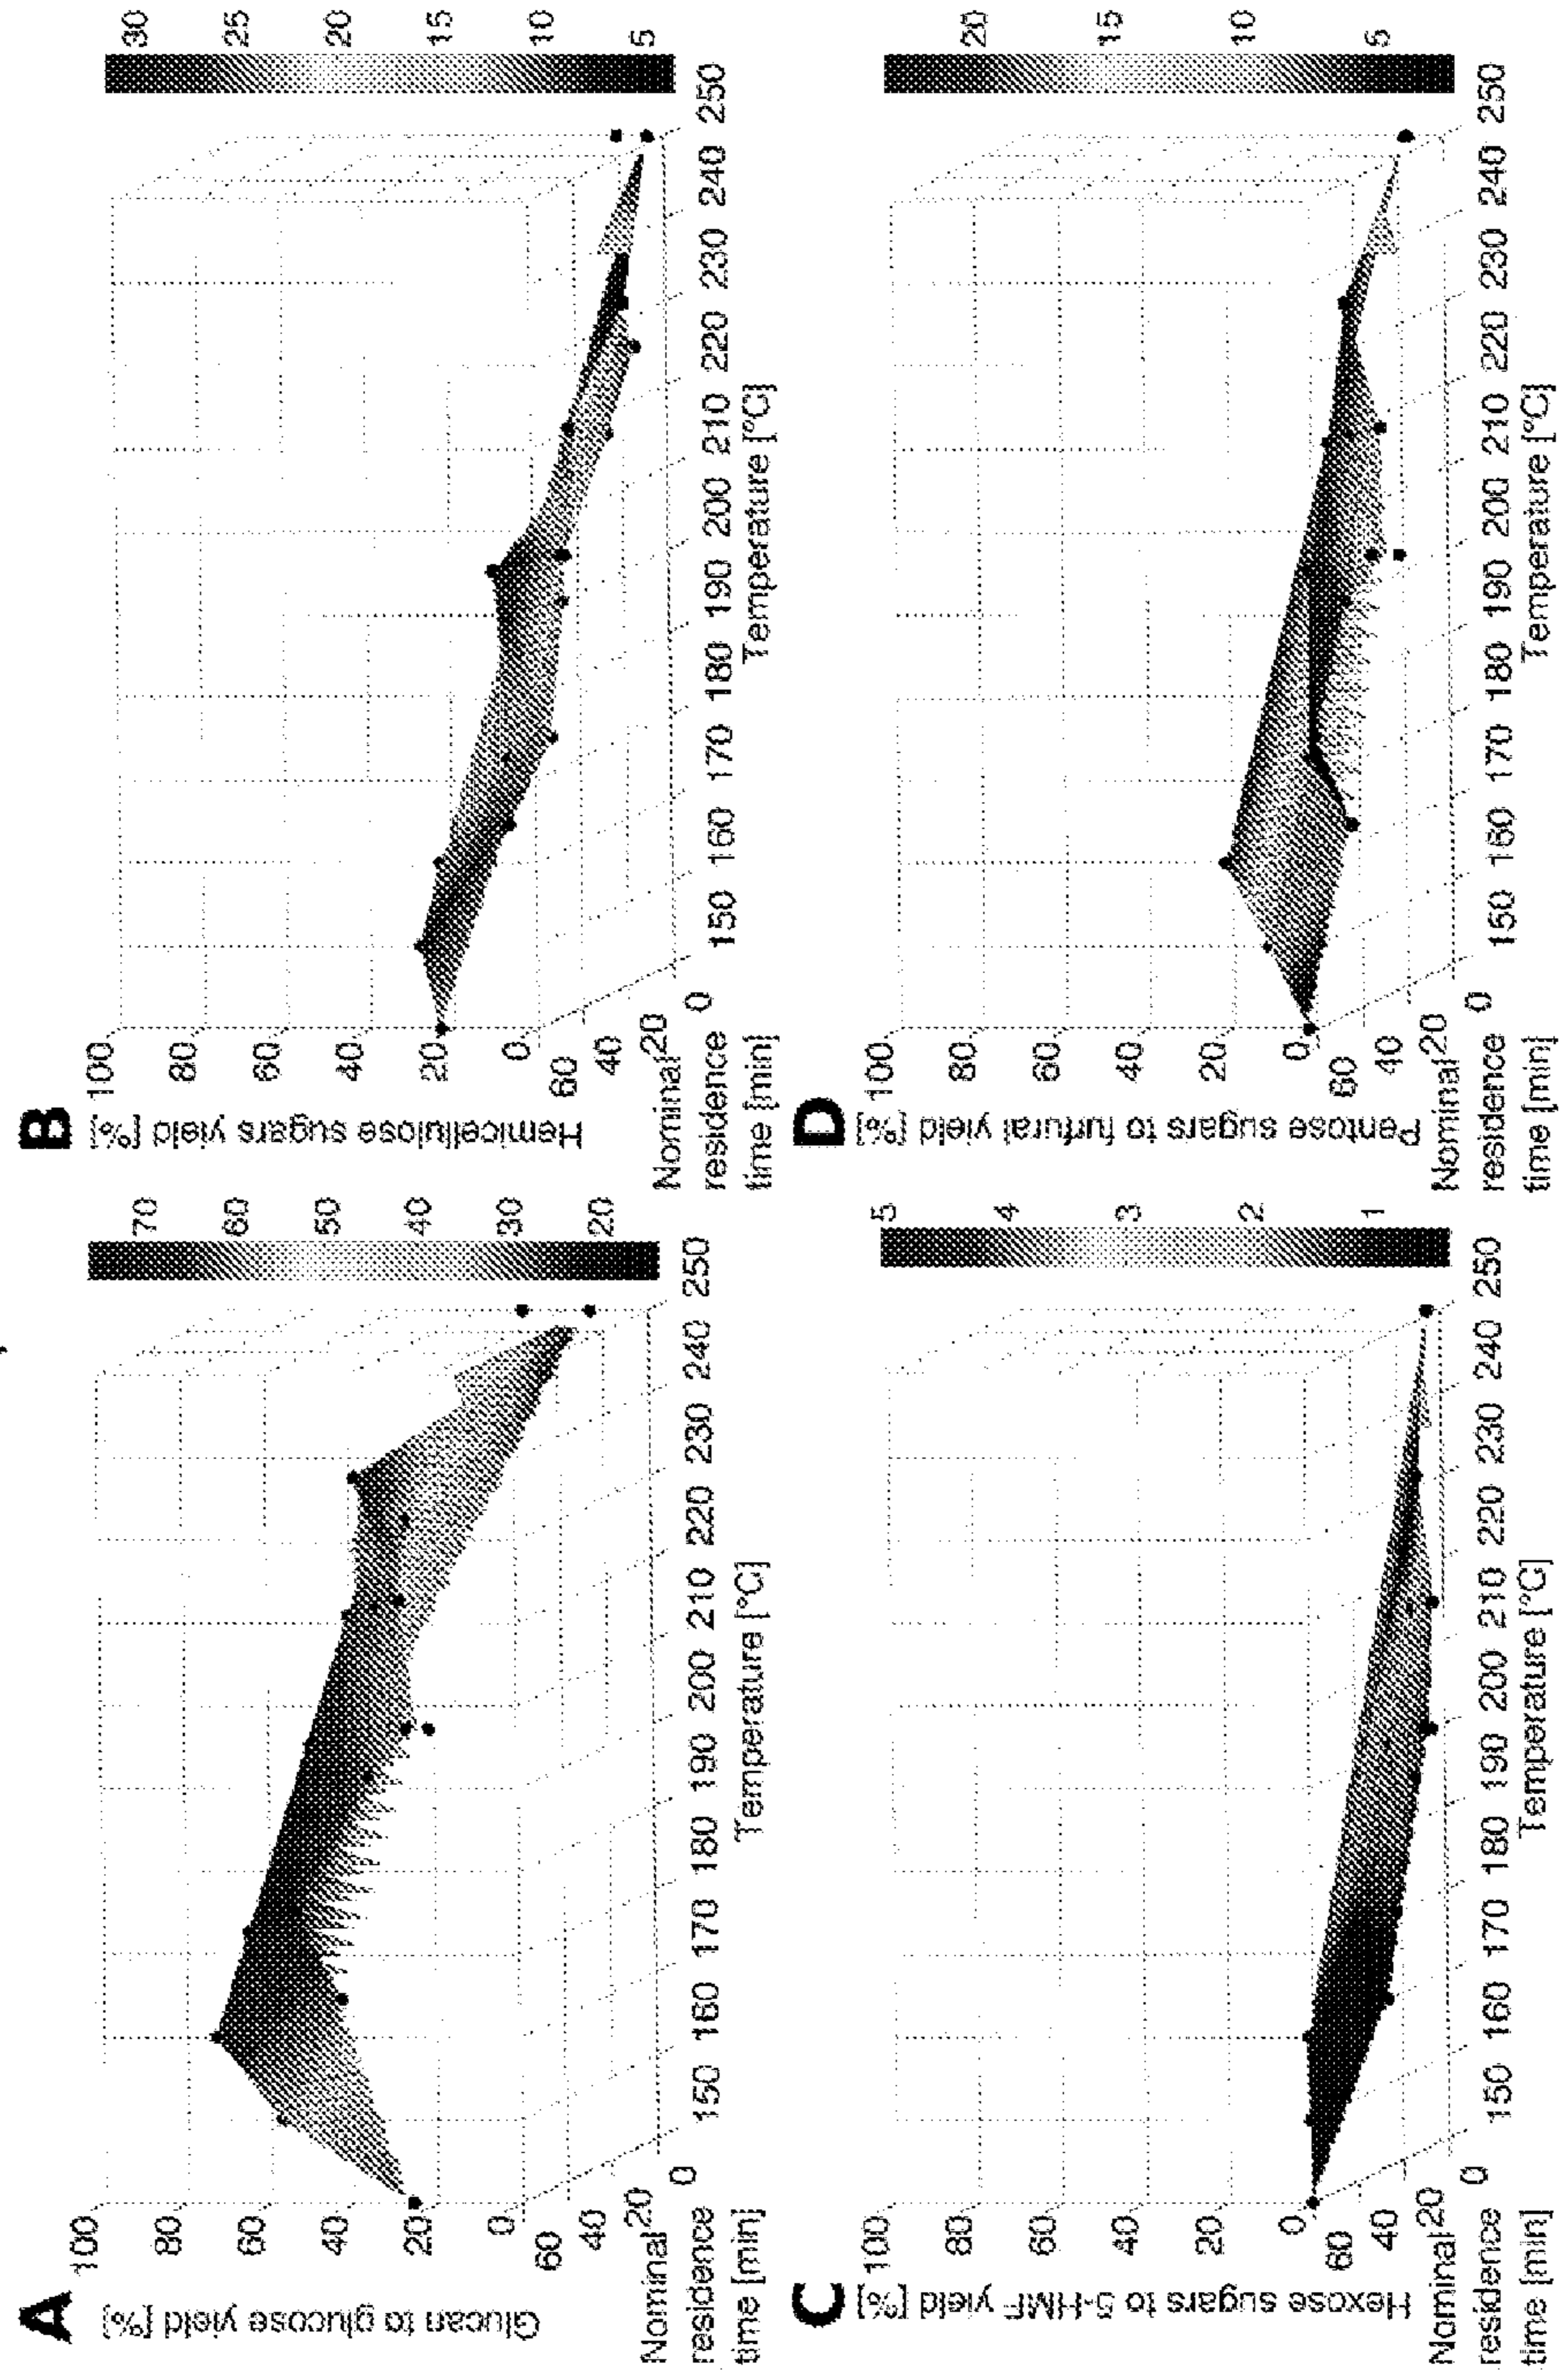 A
Glucan to glucose yield [%]
100
80
60
40
20
0
60
40
20
0
Nominal
residence
time [min]
150 160 170 180 190 200 210 220 230 240 250
Temperature [°C]
70
60
50
40
30
20
B
Hemicellulose sugars yield [%]
100
80
60
40
20
0
60
40
20
0
Nominal
residence
time [min]
150 160 170 180 190 200 210 220 230 240 250
Temperature [°C]
30
25
20
15
10
5
C
Hexose sugars to 5-HMF yield [%]
100
80
60
40
20
0
60
40
20
0
Nominal
residence
time [min]
150 160 170 180 190 200 210 220 230 240 250
Temperature [°C]
5
4
3
2
1
D
Pentose sugars to furfural yield [%]
100
80
60
40
20
0
60
40
20
0
Nominal
residence
time [min]
150 160 170 180 190 200 210 220 230 240 250
Temperature [°C]
20
15
10
5